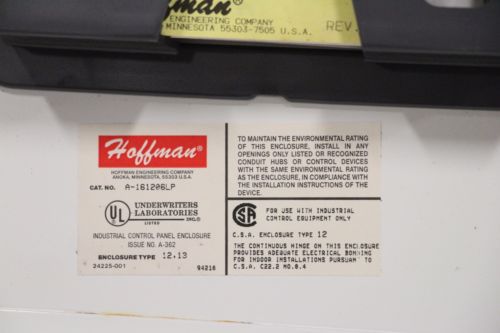 Hoffman
ENGINEERING COMPANY
MINNESOTA 55303-7505 U.S.A.
REV.
Hoffman®
HOFFMAN ENGINEERING COMPANY
ANOKA, MINNESOTA, 55303 U.S.A.
CAT. NO. A-161206LP
UL
LISTED
UNDERWRITERS
LABORATORIES
INC.®
INDUSTRIAL CONTROL PANEL ENCLOSURE
ISSUE NO. A-362
ENCLOSURE TYPE 12,13
24225-001 94216
TO MAINTAIN THE ENVIRONMENTAL RATING
OF THIS ENCLOSURE, INSTALL IN ANY
OPENINGS ONLY LISTED OR RECOGNIZED
CONDUIT HUBS OR CONTROL DEVICES
WITH THE SAME ENVIRONMENTAL RATING
AS THE ENCLOSURE, IN COMPLIANCE WITH
THE INSTALLATION INSTRUCTIONS OF THE
DEVICE.
SA
FOR USE WITH INDUSTRIAL
CONTROL EQUIPMENT ONLY
C.S.A. ENCLOSURE TYPE 12
THE CONTINUOUS HINGE ON THIS ENCLOSURE
PROVIDES ADEQUATE ELECTRICAL BONDING
FOR INDOOR INSTALLATIONS PURSUANT TO
C.S.A. C22.2 NO.0.4